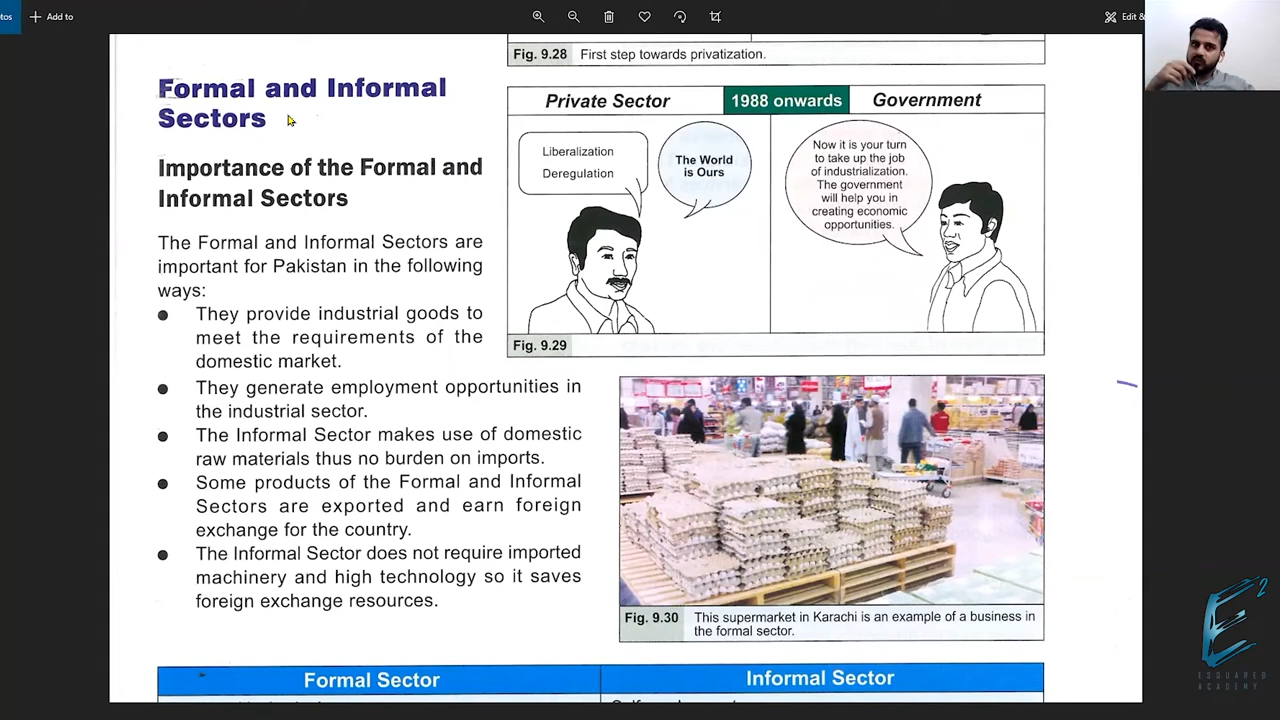 Add to
Edit &
Fig. 9.28 First step towards privatization.
Formal and Informal
Sectors
Importance of the Formal and
Informal Sectors
The Formal and Informal Sectors are
important for Pakistan in the following
ways:
● They provide industrial goods to
meet the requirements of the
domestic market.
● They generate employment opportunities in
the industrial sector.
● The Informal Sector makes use of domestic
raw materials thus no burden on imports.
● Some products of the Formal and Informal
Sectors are exported and earn foreign
exchange for the country.
● The Informal Sector does not require imported
machinery and high technology so it saves
foreign exchange resources.
Private Sector 1988 onwards Government
Liberalization
Deregulation
The World
is Ours
Now it is your turn
to take up the job
of industrialization.
The government
will help you in
creating economic
opportunities.
Fig. 9.29
Fig. 9.30 This supermarket in Karachi is an example of a business in
the formal sector.
Formal Sector Informal Sector
E2
ESQUARED
ACADEMY